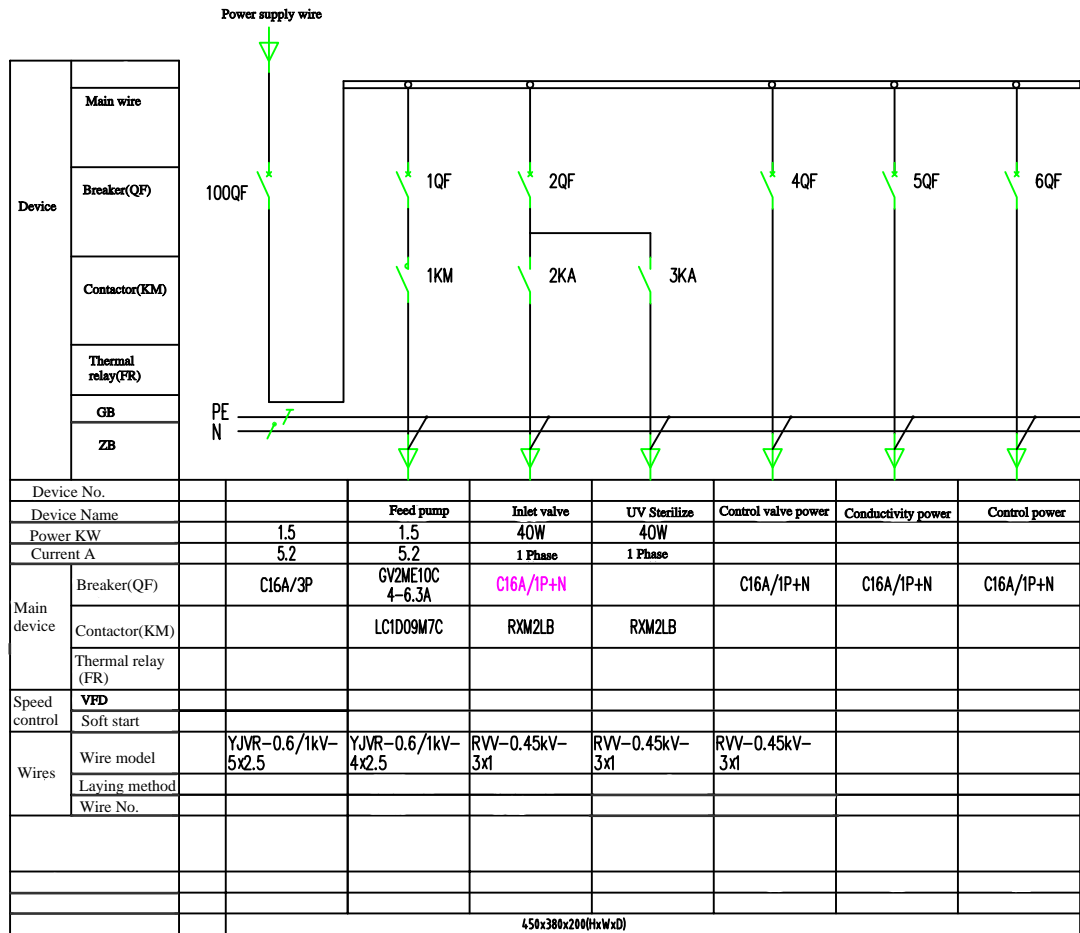 Power supply wire
Device
Main wire
Breaker(QF)
100QF
1QF
2QF
4QF
5QF
6QF
Contactor(KM)
1KM
2KA
3KA
Thermal
relay(FR)
GB
PE
N
ZB
Device No.
Device Name
Feed pump
Inlet valve
UV Sterilize
Control valve power
Conductivity power
Control power
Power KW
1.5
1.5
40W
40W
Current A
5.2
5.2
1 Phase
1 Phase
Main
device
Breaker(QF)
C16A/3P
GV2ME10C
4-6.3A
C16A/1P+N
C16A/1P+N
C16A/1P+N
C16A/1P+N
Contactor(KM)
LC1D09M7C
RXM2LB
RXM2LB
Thermal relay
(FR)
Speed
control
VFD
Soft start
Wires
Wire model
YJVR-0.6/1kV-
5x2.5
YJVR-0.6/1kV-
4x2.5
RVV-0.45kV-
3x1
RVV-0.45kV-
3x1
RVV-0.45kV-
3x1
Laying method
Wire No.
450x380x200(HxWxD)